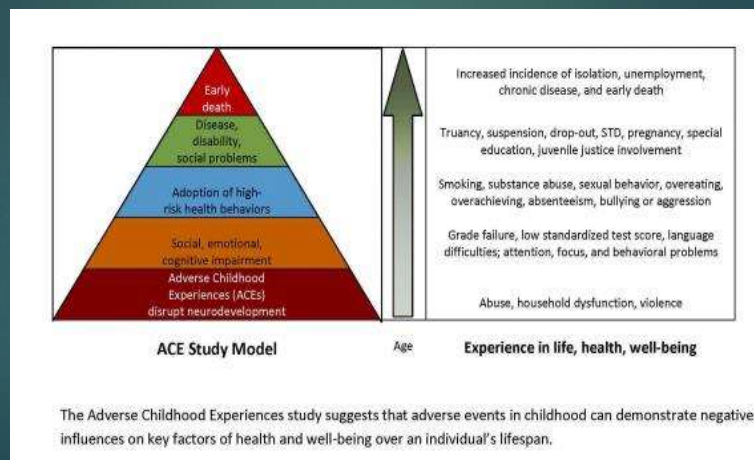 Early
death
Disease,
disability,
social problems
Adoption of high-
risk health behaviors
Social, emotional,
cognitive impairment
Adverse Childhood
Experiences (ACEs)
disrupt neurodevelopment
ACE Study Model
Age
Increased incidence of isolation, unemployment,
chronic disease, and early death
Truancy, suspension, drop-out, STD, pregnancy, special
education, juvenile justice involvement
Smoking, substance abuse, sexual behavior, overeating,
overachieving, absenteeism, bullying or aggression
Grade failure, low standardized test score, language
difficulties; attention, focus, and behavioral problems
Abuse, household dysfunction, violence
Experience in life, health, well-being
The Adverse Childhood Experiences study suggests that adverse events in childhood can demonstrate negative
influences on key factors of health and well-being over an individual's lifespan.